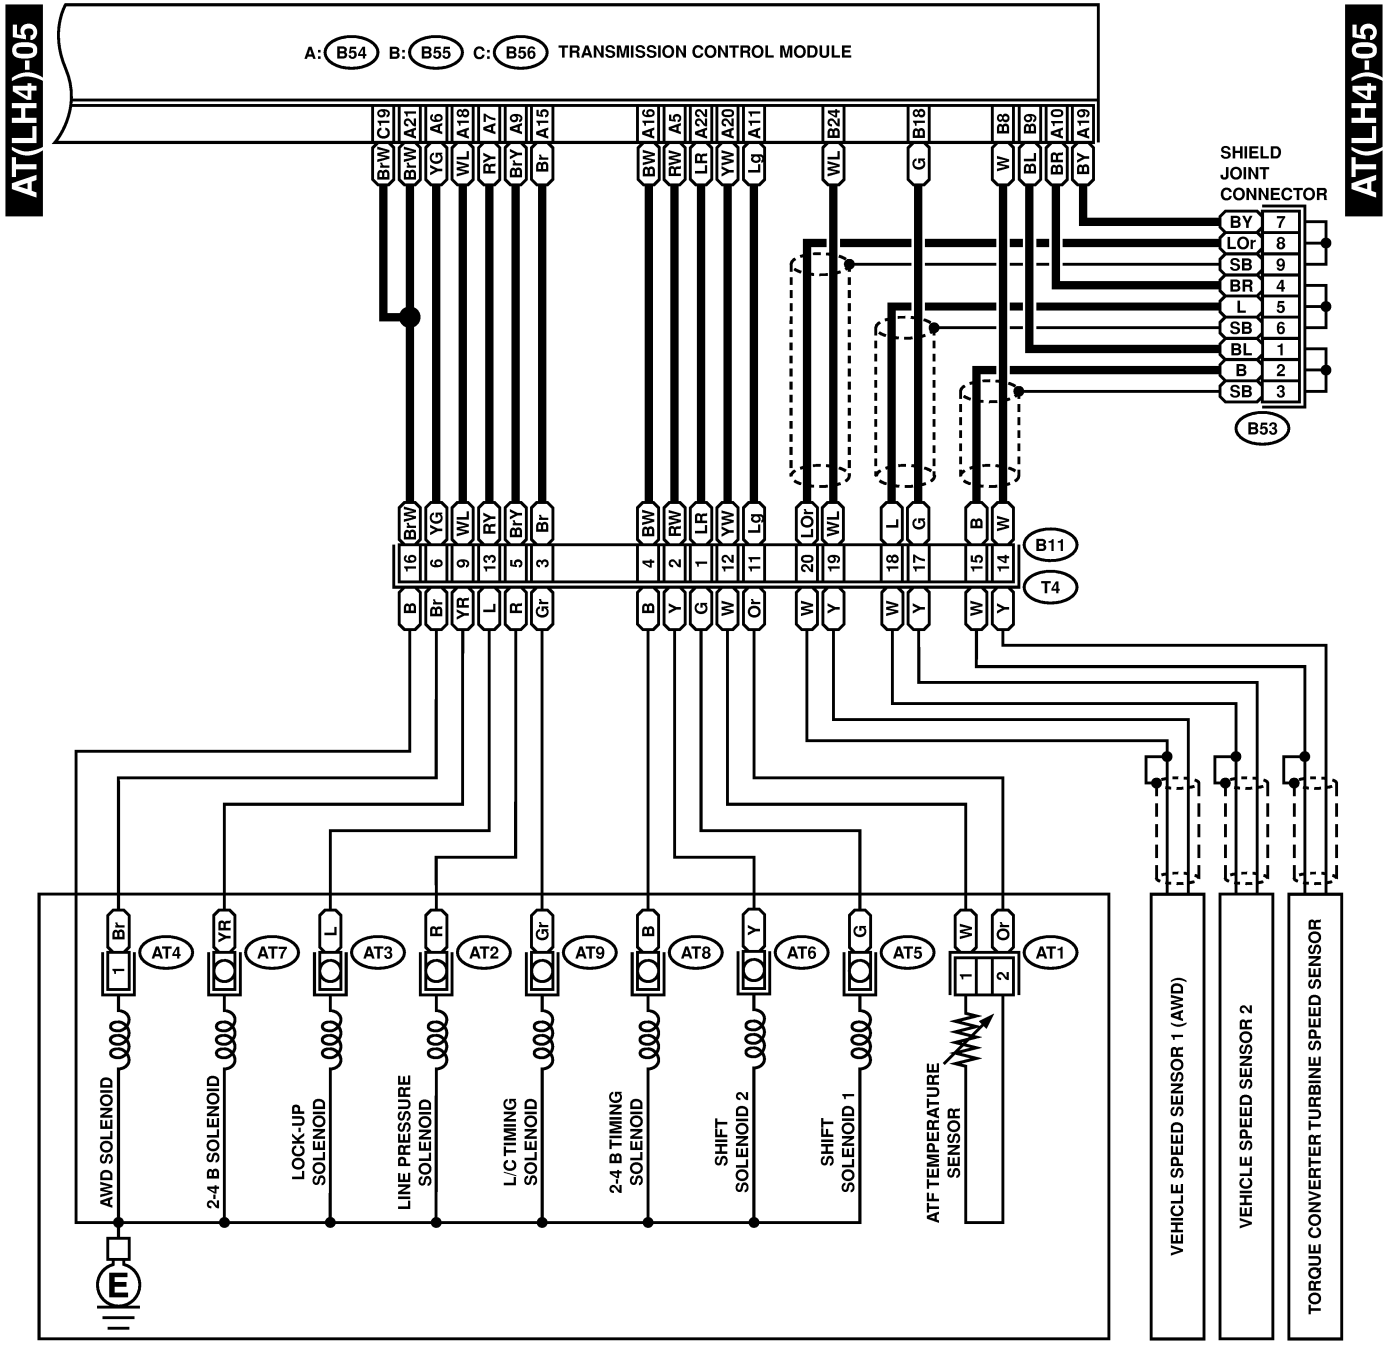 AT(LH4)-05
AT(LH4)-05
A: B54 B: B55 C: B56 TRANSMISSION CONTROL MODULE
C19 A21 A6 A18 A7 A9 A15 A16 A5 A22 A20 A11 B24 B18 B8 B9 A10 A19
BrW BrW YG WL RY BrY Br BW RW LR YW Lg WL G W BL BR BY
SHIELD
JOINT
CONNECTOR
BY 7
LOr 8
SB 9
BR 4
L 5
SB 6
BL 1
B 2
SB 3
B53
BrW YG WL RY BrY Br BW RW LR YW Lg LOr WL L G B W
B11
16 6 9 13 5 3 4 2 1 12 11 20 19 18 17 15 14
T4
B Br YR L R Gr B Y G W Or W Y W Y W Y
Br YR L R Gr B Y G W Or
AT4 AT7 AT3 AT2 AT9 AT8 AT6 AT5 AT1
1 1 2
AWD SOLENOID
2-4 B SOLENOID
LOCK-UP
SOLENOID
LINE PRESSURE
SOLENOID
L/C TIMING
SOLENOID
2-4 B TIMING
SOLENOID
SHIFT
SOLENOID 2
SHIFT
SOLENOID 1
ATF TEMPERATURE
SENSOR
VEHICLE SPEED SENSOR 1 (AWD)
VEHICLE SPEED SENSOR 2
TORQUE CONVERTER TURBINE SPEED SENSOR
E